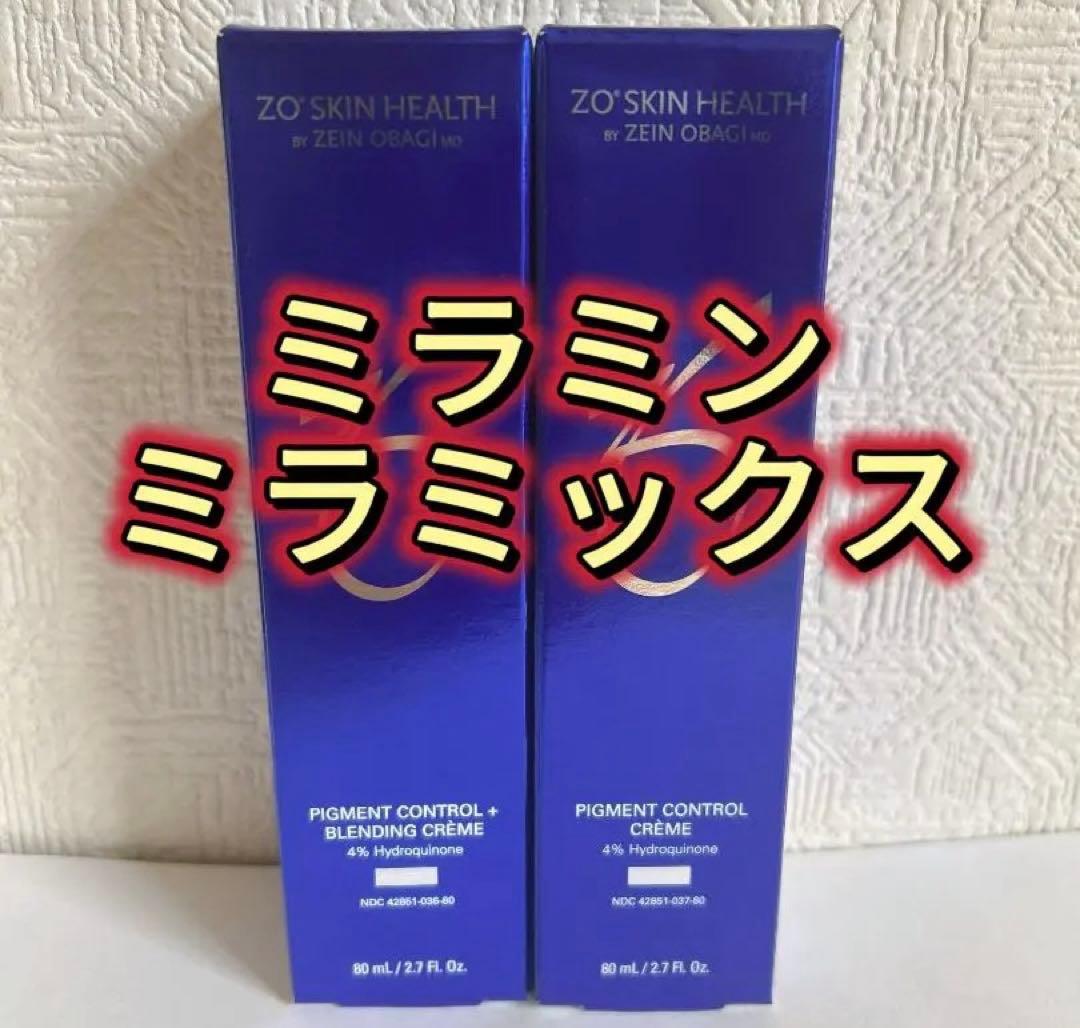 ZO® SKIN HEALTH
BY ZEIN OBAGI MD
ZO® SKIN HEALTH
BY ZEIN OBAGI MD
ミラミン
ミラミックス
PIGMENT CONTROL +
BLENDING CRÈME
4% Hydroquinone
NDC 42851-036-80
80 mL / 2.7 Fl. Oz.
PIGMENT CONTROL
CRÈME
4% Hydroquinone
NDC 42851-037-80
80 mL / 2.7 Fl. Oz.